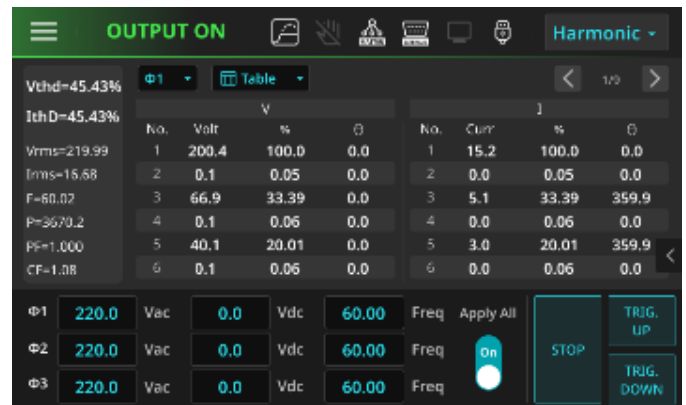 OUTPUT ON
Harmonic
Vthd=45.43%
IthD=45.43%
Vrms=219.99
Irms=16.68
F=60.02
P=3670.2
PF=1.000
CF=1.08
Φ1 Table 1/9
V I
No. Volt % Θ No. Curr % Θ
1 200.4 100.0 0.0 1 15.2 100.0 0.0
2 0.1 0.05 0.0 2 0.0 0.05 0.0
3 66.9 33.39 0.0 3 5.1 33.39 359.9
4 0.1 0.06 0.0 4 0.0 0.06 0.0
5 40.1 20.01 0.0 5 3.0 20.01 359.9
6 0.1 0.06 0.0 6 0.0 0.06 0.0
Φ1 220.0 Vac 0.0 Vdc 60.00 Freq
Φ2 220.0 Vac 0.0 Vdc 60.00 Freq
Φ3 220.0 Vac 0.0 Vdc 60.00 Freq
Apply All
On
STOP
TRIG.
UP
TRIG.
DOWN